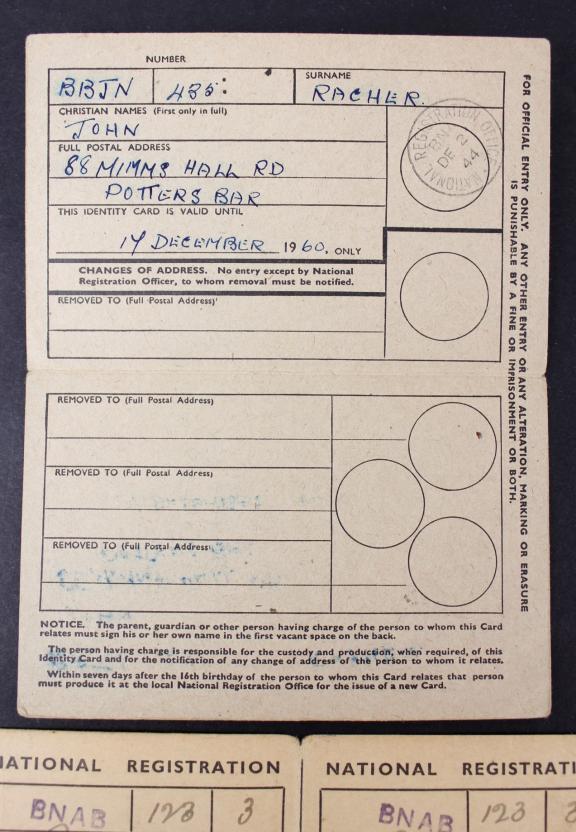 NUMBER
BBJN 435: SURNAME RACHER.
CHRISTIAN NAMES (First only in full)
JOHN
FULL POSTAL ADDRESS
88 MIMMS HALL RD
POTTERS BAR
THIS IDENTITY CARD IS VALID UNTIL
14 DECEMBER 1960, ONLY
NATIONAL REGISTRATION OFFICE
BN
DE 2
44
CHANGES OF ADDRESS. No entry except by National
Registration Officer, to whom removal must be notified.
REMOVED TO (Full Postal Address)
REMOVED TO (Full Postal Address)
REMOVED TO (Full Postal Address)
REMOVED TO (Full Postal Address)
FOR OFFICIAL ENTRY ONLY. ANY OTHER ENTRY OR ANY ALTERATION, MARKING OR ERASURE
IS PUNISHABLE BY A FINE OR IMPRISONMENT OR BOTH.
NOTICE. The parent, guardian or other person having charge of the person to whom this Card
relates must sign his or her own name in the first vacant space on the back.
The person having charge is responsible for the custody and production, when required, of this
Identity Card and for the notification of any change of address of the person to whom it relates.
Within seven days after the 16th birthday of the person to whom this Card relates that person
must produce it at the local National Registration Office for the issue of a new Card.
NATIONAL REGISTRATION
BNAB 123 3
NATIONAL REGISTRATI
BNAB 123